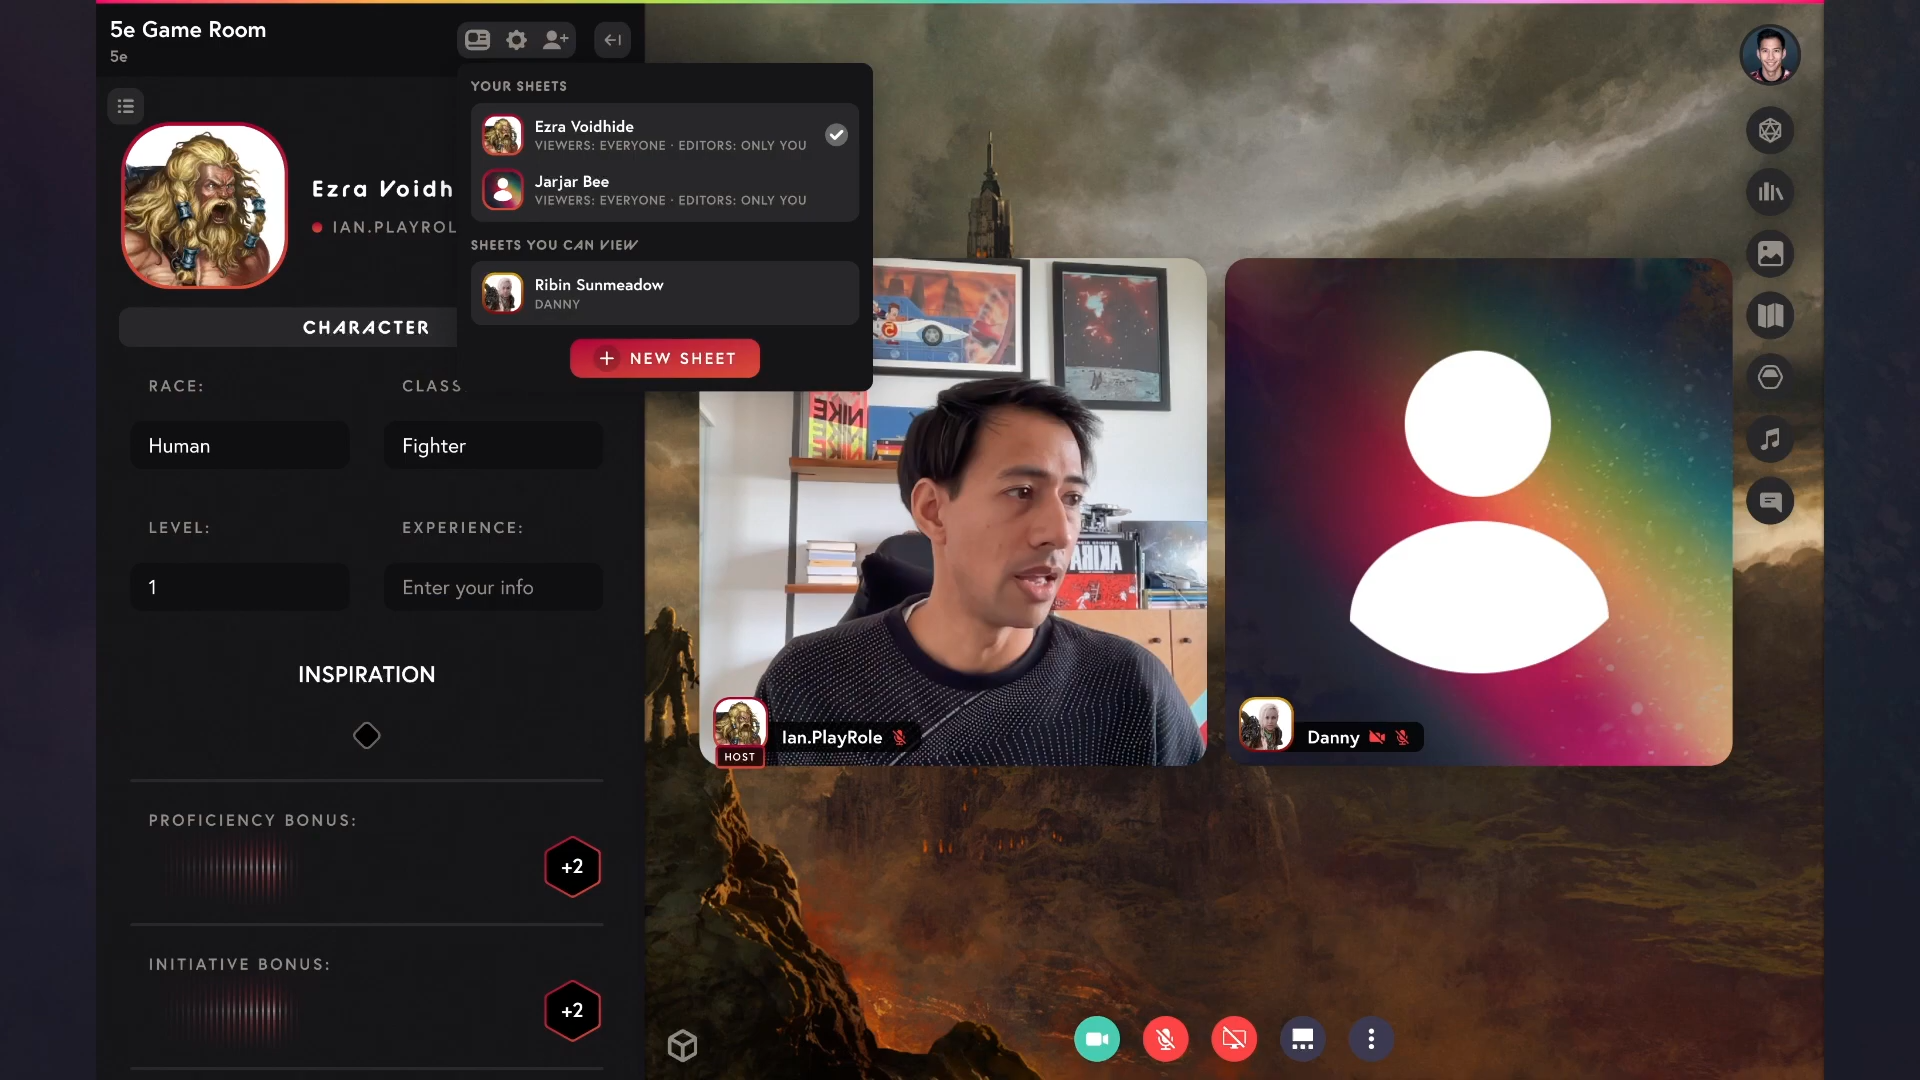 5e Game Room
5e
YOUR SHEETS
Ezra Voidhide
VIEWERS: EVERYONE · EDITORS: ONLY YOU
Jarjar Bee
VIEWERS: EVERYONE · EDITORS: ONLY YOU
SHEETS YOU CAN VIEW
Ribin Sunmeadow
DANNY
+ NEW SHEET
Ezra Voidh
IAN.PLAYROL
CHARACTER
RACE:
CLASS
Human
Fighter
LEVEL:
EXPERIENCE:
1
Enter your info
INSPIRATION
PROFICIENCY BONUS:
+2
INITIATIVE BONUS:
+2
NIKE
AKIRA
Ian.PlayRole
HOST
Danny